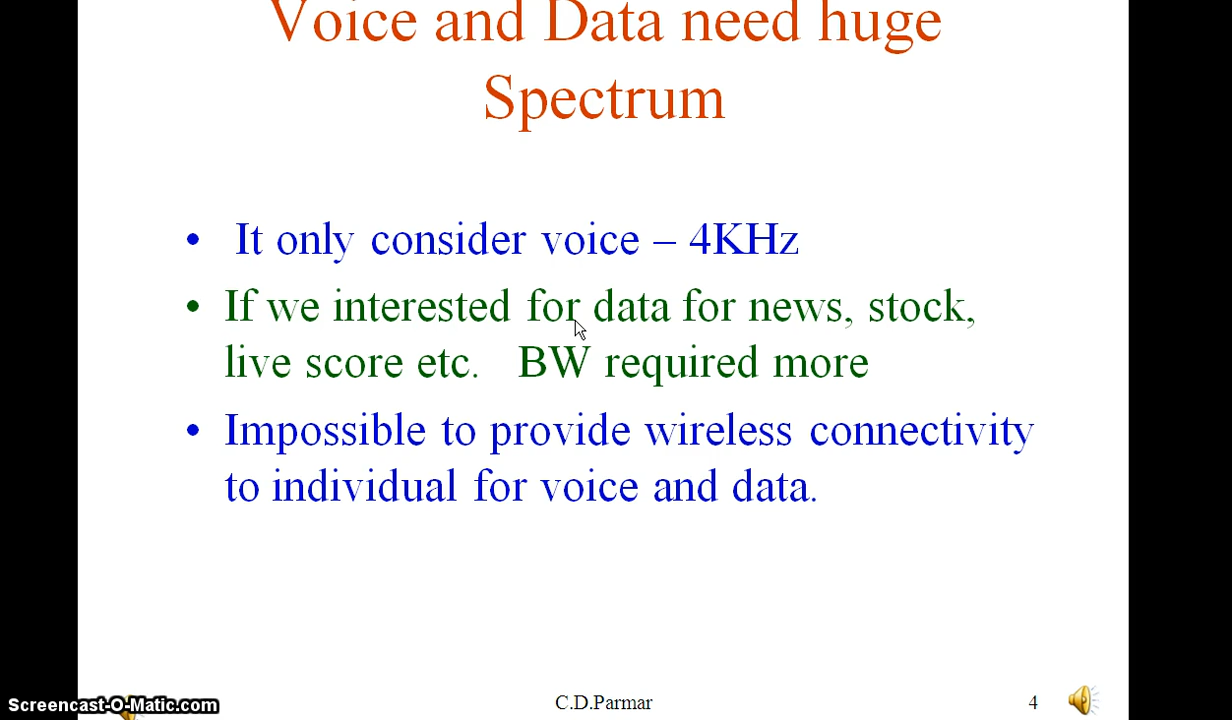 Voice and Data need huge
Spectrum
• It only consider voice – 4KHz
• If we interested for data for news, stock,
live score etc. BW required more
• Impossible to provide wireless connectivity
to individual for voice and data.
Screencast-O-Matic.com
C.D.Parmar
4